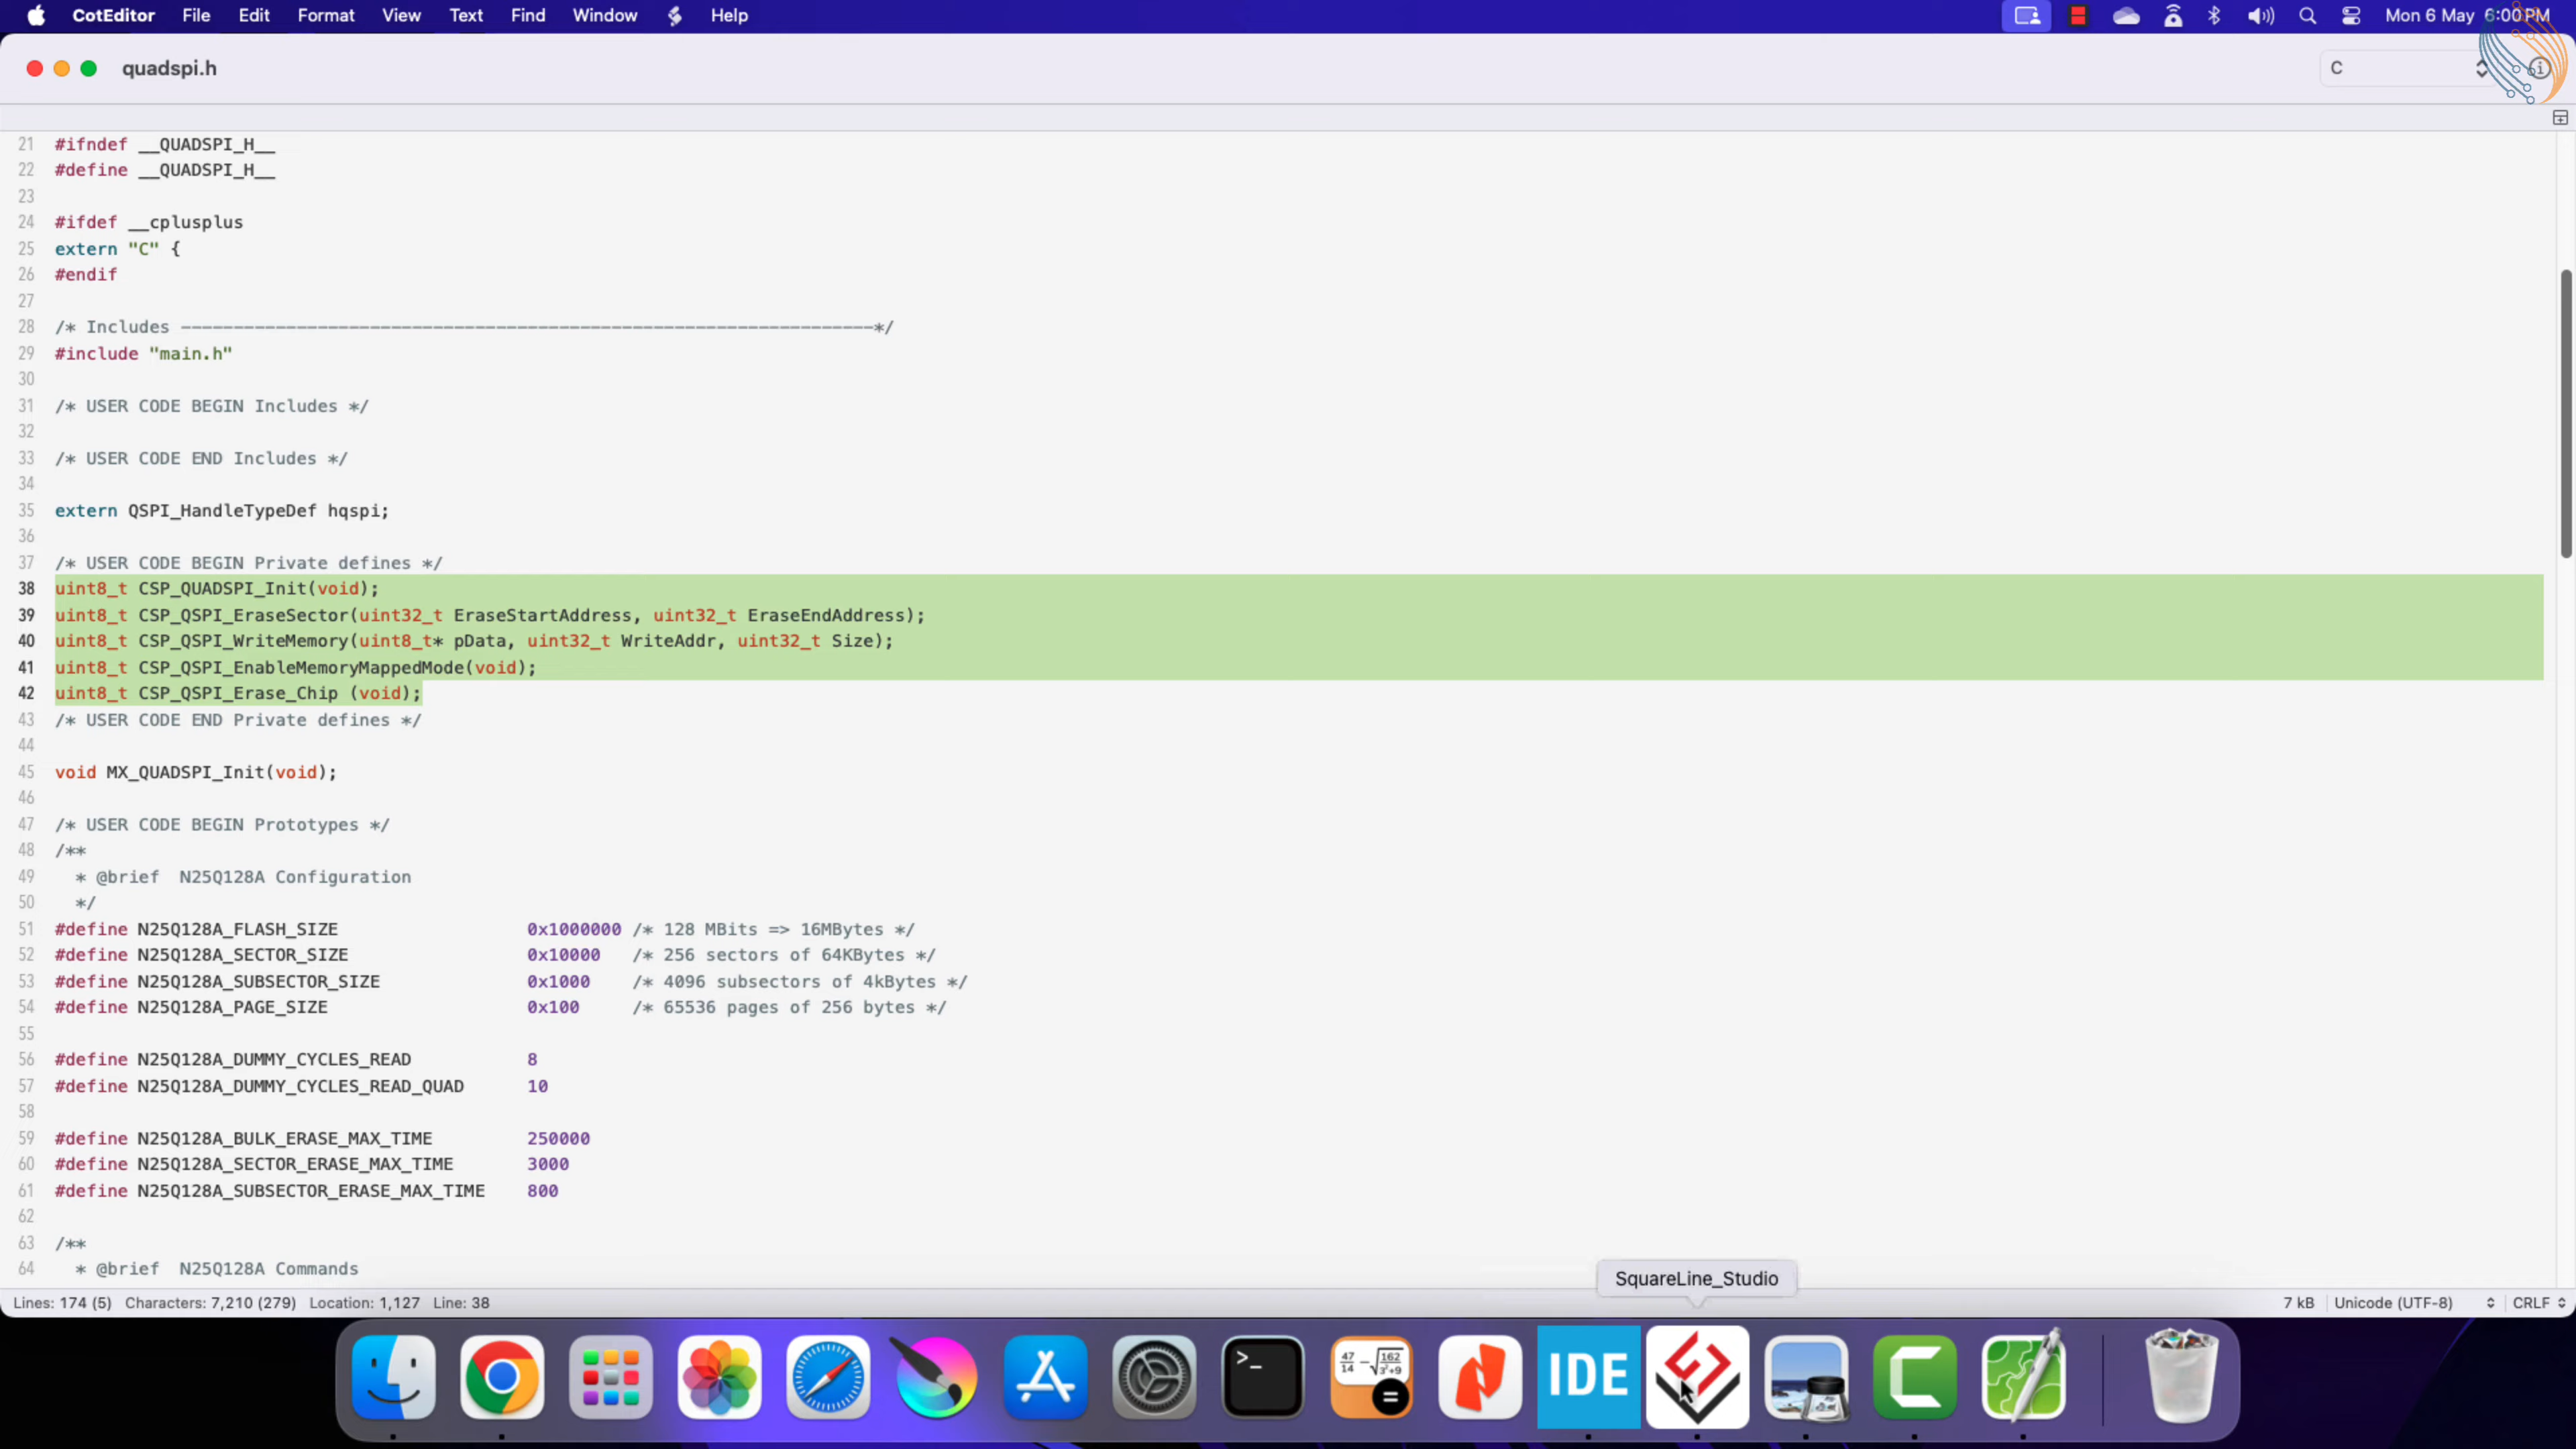 CotEditor File Edit Format View Text Find Window Help Mon 6 May 6:00PM
quadspi.h C
21 #ifndef __QUADSPI_H__
22 #define __QUADSPI_H__
23
24 #ifdef __cplusplus
25 extern "C" {
26 #endif
27
28 /* Includes ------------------------------------------------------------------*/
29 #include "main.h"
30
31 /* USER CODE BEGIN Includes */
32
33 /* USER CODE END Includes */
34
35 extern QSPI_HandleTypeDef hqspi;
36
37 /* USER CODE BEGIN Private defines */
38 uint8_t CSP_QUADSPI_Init(void);
39 uint8_t CSP_QSPI_EraseSector(uint32_t EraseStartAddress, uint32_t EraseEndAddress);
40 uint8_t CSP_QSPI_WriteMemory(uint8_t* pData, uint32_t WriteAddr, uint32_t Size);
41 uint8_t CSP_QSPI_EnableMemoryMappedMode(void);
42 uint8_t CSP_QSPI_Erase_Chip (void);
43 /* USER CODE END Private defines */
44
45 void MX_QUADSPI_Init(void);
46
47 /* USER CODE BEGIN Prototypes */
48 /**
49 * @brief N25Q128A Configuration
50 */
51 #define N25Q128A_FLASH_SIZE 0x1000000 /* 128 MBits => 16MBytes */
52 #define N25Q128A_SECTOR_SIZE 0x10000 /* 256 sectors of 64KBytes */
53 #define N25Q128A_SUBSECTOR_SIZE 0x1000 /* 4096 subsectors of 4kBytes */
54 #define N25Q128A_PAGE_SIZE 0x100 /* 65536 pages of 256 bytes */
55
56 #define N25Q128A_DUMMY_CYCLES_READ 8
57 #define N25Q128A_DUMMY_CYCLES_READ_QUAD 10
58
59 #define N25Q128A_BULK_ERASE_MAX_TIME 250000
60 #define N25Q128A_SECTOR_ERASE_MAX_TIME 3000
61 #define N25Q128A_SUBSECTOR_ERASE_MAX_TIME 800
62
63 /**
64 * @brief N25Q128A Commands
SquareLine_Studio
Lines: 174 (5) Characters: 7,210 (279) Location: 1,127 Line: 38 7 kB Unicode (UTF-8) CRLF
IDE